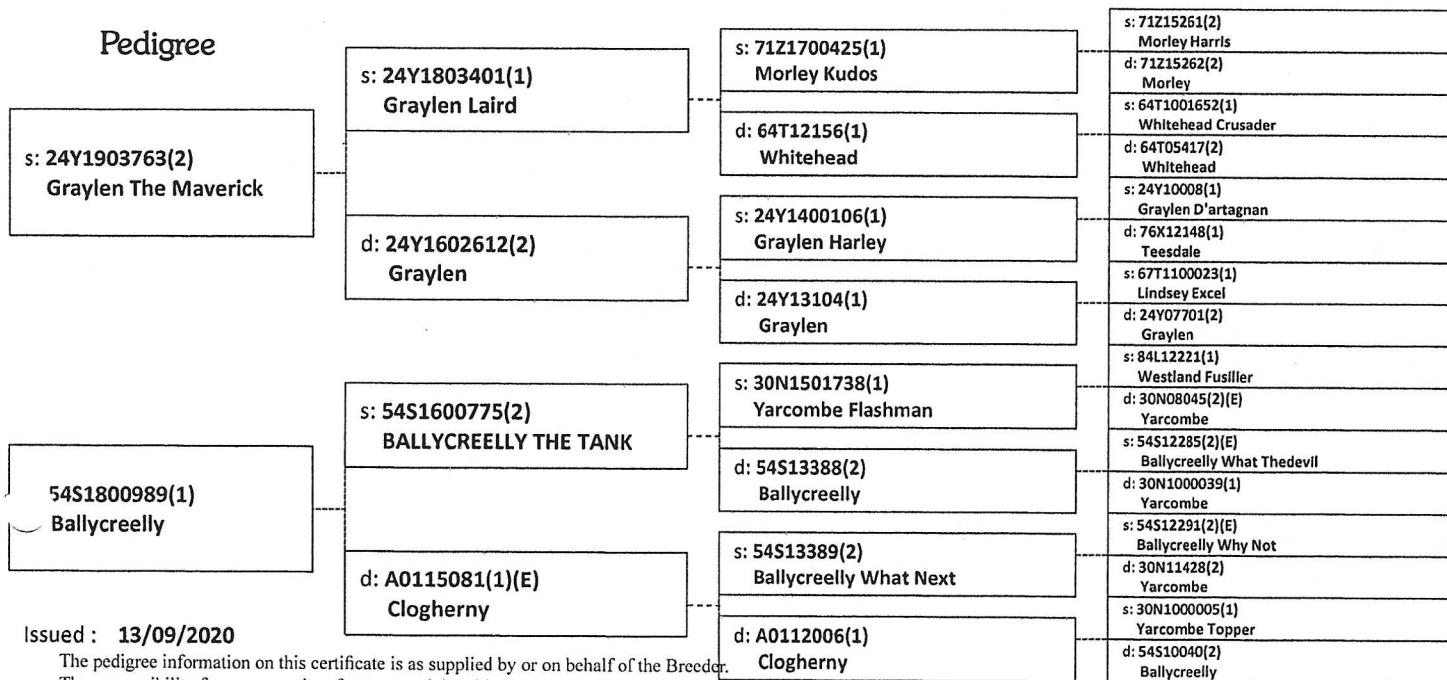 Pedigree
s: 24Y1903763(2)
Graylen The Maverick
54S1800989(1)
Ballycreelly
s: 24Y1803401(1)
Graylen Laird
d: 24Y1602612(2)
Graylen
s: 54S1600775(2)
BALLYCREELLY THE TANK
d: A0115081(1)(E)
Clogherny
s: 71Z1700425(1)
Morley Kudos
d: 64T12156(1)
Whitehead
s: 24Y1400106(1)
Graylen Harley
d: 24Y13104(1)
Graylen
s: 30N1501738(1)
Yarcombe Flashman
d: 54S13388(2)
Ballycreelly
s: 54S13389(2)
Ballycreelly What Next
d: A0112006(1)
Clogherny
s: 71Z15261(2)
Morley Harris
d: 71Z15262(2)
Morley
s: 64T1001652(1)
Whitehead Crusader
d: 64T05417(2)
Whitehead
s: 24Y10008(1)
Graylen D'artagnan
d: 76X12148(1)
Teesdale
s: 67T1100023(1)
Lindsey Excel
d: 24Y07701(2)
Graylen
s: 84L12221(1)
Westland Fusilier
d: 30N08045(2)(E)
Yarcombe
s: 54S12285(2)(E)
Ballycreelly What Thedevil
d: 30N1000039(1)
Yarcombe
s: 54S12291(2)(E)
Ballycreelly Why Not
d: 30N11428(2)
Yarcombe
s: 30N1000005(1)
Yarcombe Topper
d: 54S10040(2)
Ballycreelly
Issued : 13/09/2020
The pedigree information on this certificate is as supplied by or on behalf of the Breeder.